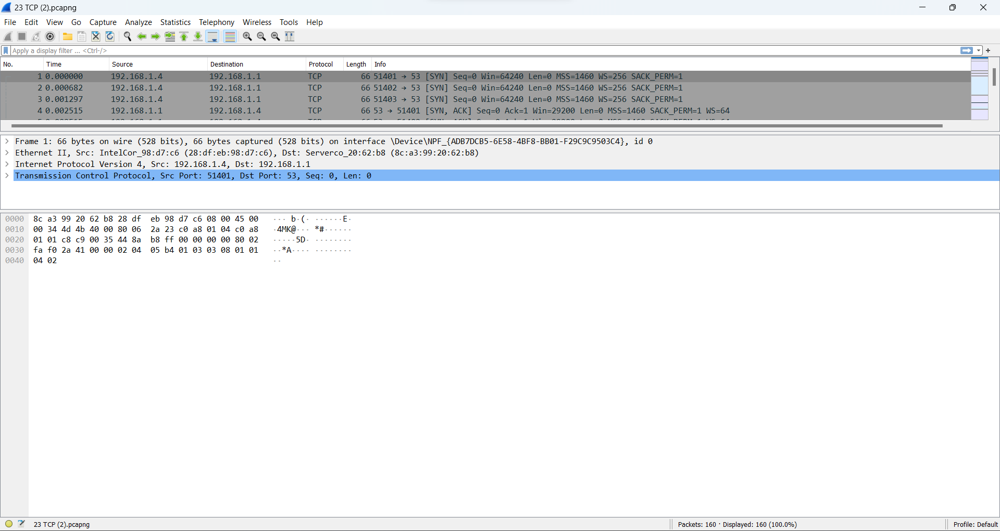 23 TCP (2).pcapng
File Edit View Go Capture Analyze Statistics Telephony Wireless Tools Help
Apply a display filter ... <Ctrl-/>
No. Time Source Destination Protocol Length Info
1 0.000000 192.168.1.4 192.168.1.1 TCP 66 51401 → 53 [SYN] Seq=0 Win=64240 Len=0 MSS=1460 WS=256 SACK_PERM=1
2 0.000682 192.168.1.4 192.168.1.1 TCP 66 51402 → 53 [SYN] Seq=0 Win=64240 Len=0 MSS=1460 WS=256 SACK_PERM=1
3 0.001297 192.168.1.4 192.168.1.1 TCP 66 51403 → 53 [SYN] Seq=0 Win=64240 Len=0 MSS=1460 WS=256 SACK_PERM=1
4 0.002515 192.168.1.1 192.168.1.4 TCP 66 53 → 51401 [SYN, ACK] Seq=0 Ack=1 Win=29200 Len=0 MSS=1460 SACK_PERM=1 WS=64
Frame 1: 66 bytes on wire (528 bits), 66 bytes captured (528 bits) on interface \Device\NPF_{ADB7DCB5-6E58-4BF8-BB01-F29C9C9503C4}, id 0
Ethernet II, Src: IntelCor_98:d7:c6 (28:df:eb:98:d7:c6), Dst: Serverco_20:62:b8 (8c:a3:99:20:62:b8)
Internet Protocol Version 4, Src: 192.168.1.4, Dst: 192.168.1.1
Transmission Control Protocol, Src Port: 51401, Dst Port: 53, Seq: 0, Len: 0
0000 8c a3 99 20 62 b8 28 df eb 98 d7 c6 08 00 45 00 ··· b·(· ······E·
0010 00 34 4d 4b 40 00 80 06 2a 23 c0 a8 01 04 c0 a8 ·4MK@··· *#······
0020 01 01 c8 c9 00 35 44 8a b8 ff 00 00 00 00 80 02 ·····5D· ········
0030 fa f0 2a 41 00 00 02 04 05 b4 01 03 03 08 01 01 ··*A···· ········
0040 04 02 ··
23 TCP (2).pcapng Packets: 160 · Displayed: 160 (100.0%) Profile: Default